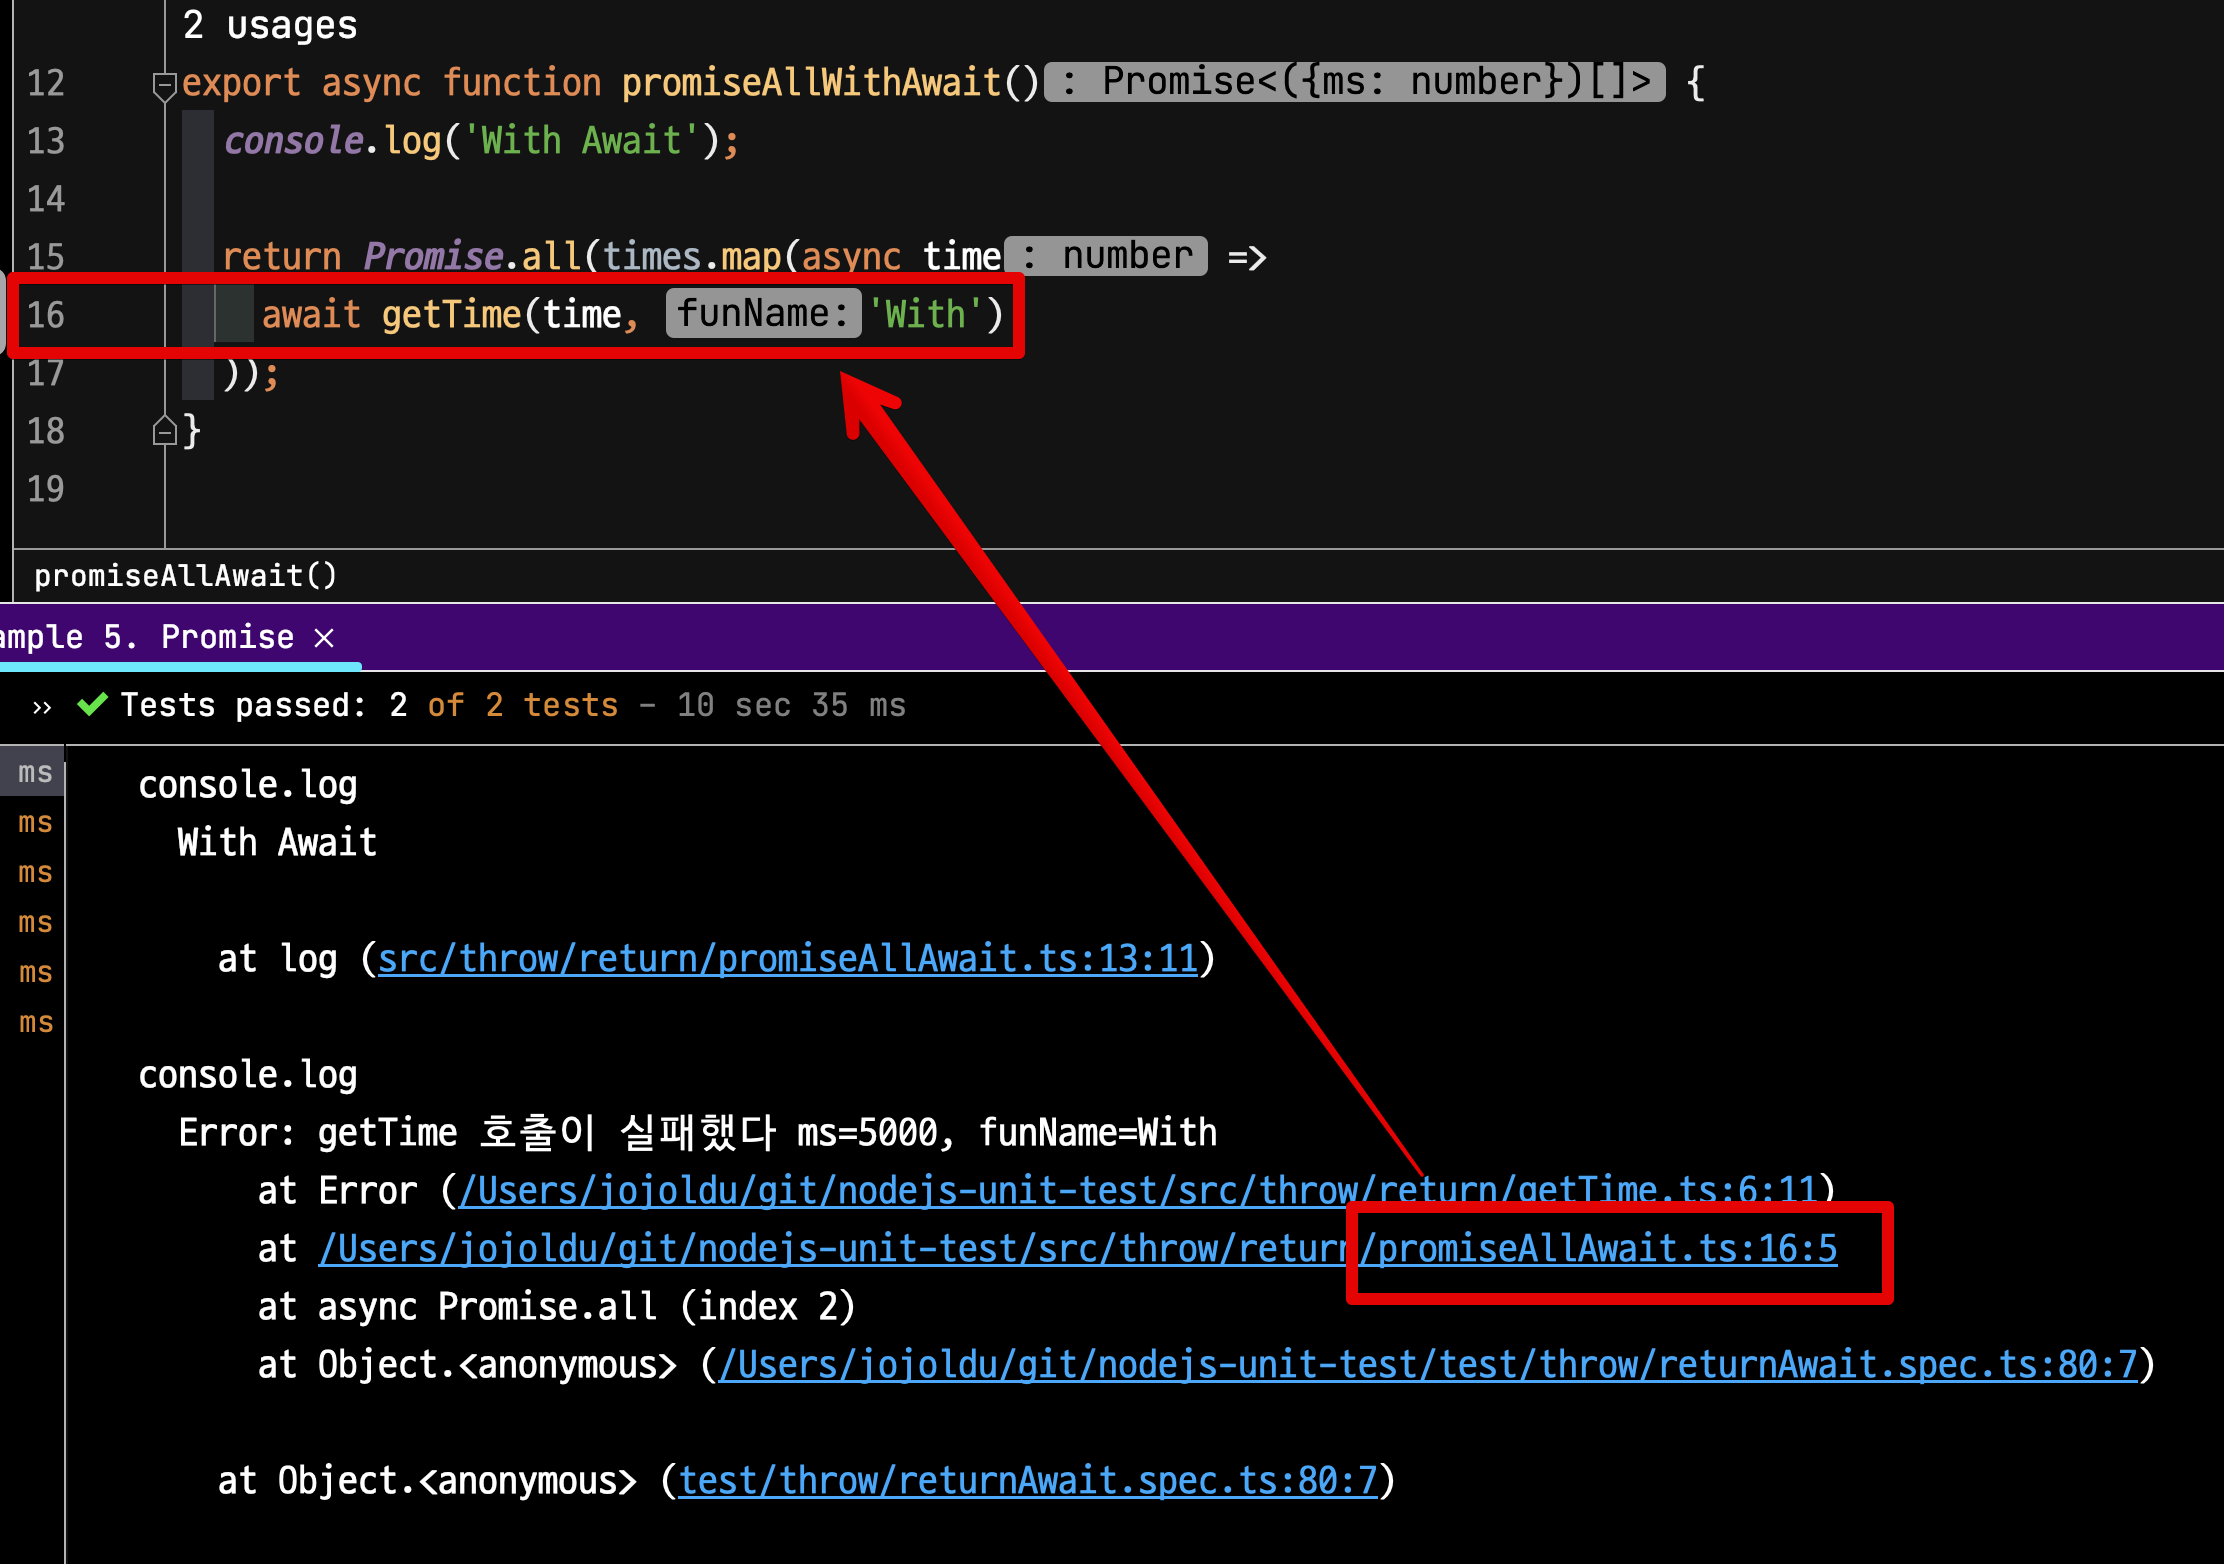 2 usages
12 export async function promiseAllWithAwait() : Promise<({ms: number})[]> {
13 console.log('With Await');
14
15 return Promise.all(times.map(async time : number =>
16 await getTime(time, funName: 'With')
17 ));
18 }
19
promiseAllAwait()
ample 5. Promise ×
›› Tests passed: 2 of 2 tests – 10 sec 35 ms
ms
ms
ms
ms
ms
ms
console.log
With Await
at log (src/throw/return/promiseAllAwait.ts:13:11)
console.log
Error: getTime 호출이 실패했다 ms=5000, funName=With
at Error (/Users/jojoldu/git/nodejs-unit-test/src/throw/return/getTime.ts:6:11)
at /Users/jojoldu/git/nodejs-unit-test/src/throw/return/promiseAllAwait.ts:16:5
at async Promise.all (index 2)
at Object.<anonymous> (/Users/jojoldu/git/nodejs-unit-test/test/throw/returnAwait.spec.ts:80:7)
at Object.<anonymous> (test/throw/returnAwait.spec.ts:80:7)